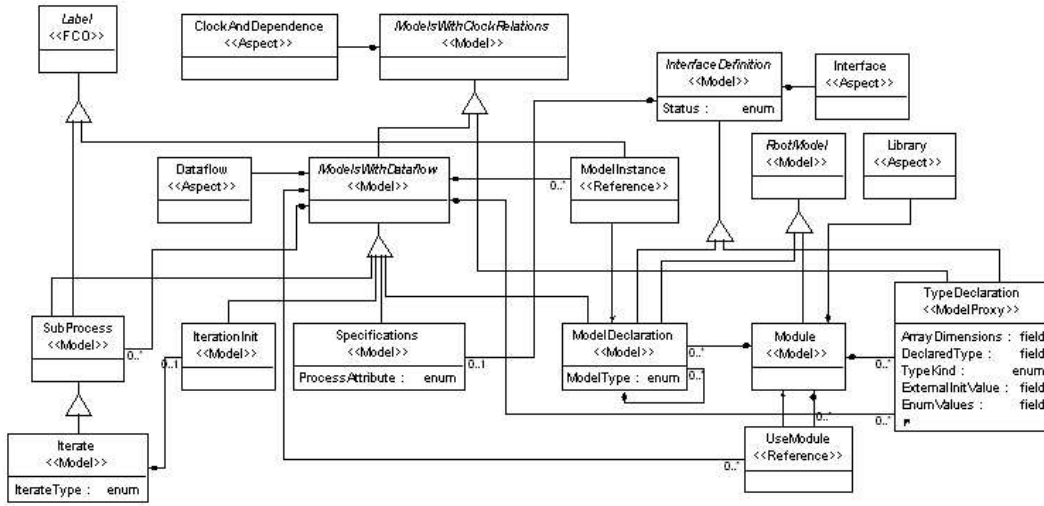 Label
<<FCO>>
ClockAndDependence
<<Aspect>>
ModelsWithClockRelations
<<Model>>
InterfaceDefinition
<<Model>>
Status : enum
Interface
<<Aspect>>
Dataflow
<<Aspect>>
ModelsWithDataflow
<<Model>>
ModelInstance
<<Reference>>
0..*
RootModel
<<Model>>
Library
<<Aspect>>
SubProcess
<<Model>>
0..*
IterationInit
<<Model>>
0..1
Specifications
<<Model>>
ProcessAttribute : enum
0..1
ModelDeclaration
<<Model>>
ModelType : enum
0..*
0..*
Module
<<Model>>
0..*
TypeDeclaration
<<ModelProxy>>
ArrayDimensions : field
DeclaredType : field
TypeKind : enum
ExternalInitValue : field
EnumValues : field
0..*
0..*
Iterate
<<Model>>
IterateType : enum
UseModule
<<Reference>>
0..*